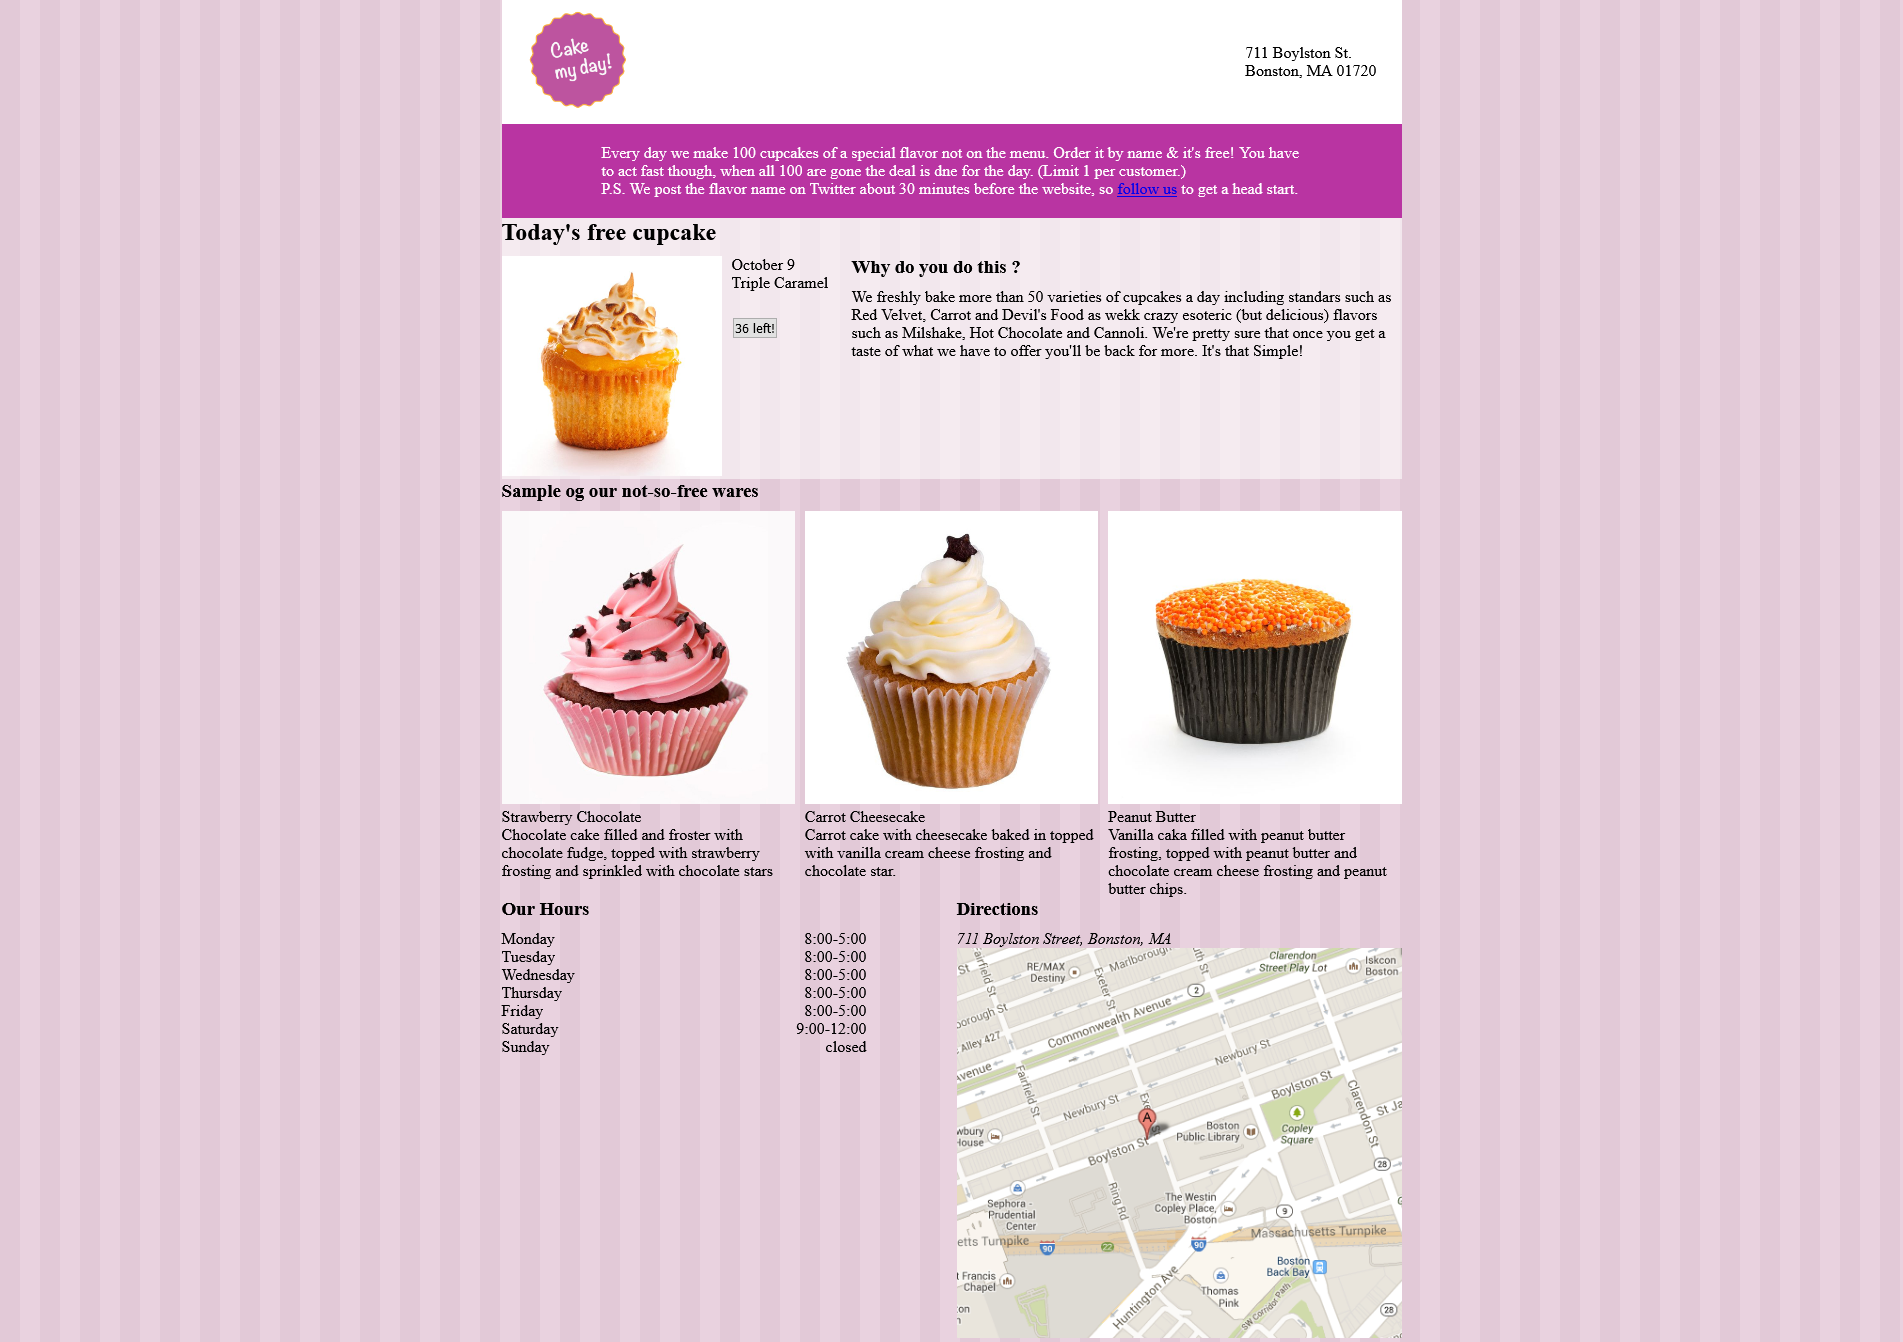 Cake
my day!
711 Boylston St.
Bonston, MA 01720
Every day we make 100 cupcakes of a special flavor not on the menu. Order it by name & it's free! You have
to act fast though, when all 100 are gone the deal is dne for the day. (Limit 1 per customer.)
P.S. We post the flavor name on Twitter about 30 minutes before the website, so follow us to get a head start.
Today's free cupcake
October 9
Triple Caramel
36 left!
Why do you do this ?
We freshly bake more than 50 varieties of cupcakes a day including standars such as
Red Velvet, Carrot and Devil's Food as wekk crazy esoteric (but delicious) flavors
such as Milshake, Hot Chocolate and Cannoli. We're pretty sure that once you get a
taste of what we have to offer you'll be back for more. It's that Simple!
Sample og our not-so-free wares
Strawberry Chocolate
Chocolate cake filled and froster with
chocolate fudge, topped with strawberry
frosting and sprinkled with chocolate stars
Carrot Cheesecake
Carrot cake with cheesecake baked in topped
with vanilla cream cheese frosting and
chocolate star.
Peanut Butter
Vanilla caka filled with peanut butter
frosting, topped with peanut butter and
chocolate cream cheese frosting and peanut
butter chips.
Our Hours
Monday 8:00-5:00
Tuesday 8:00-5:00
Wednesday 8:00-5:00
Thursday 8:00-5:00
Friday 8:00-5:00
Saturday 9:00-12:00
Sunday closed
Directions
711 Boylston Street, Bonston, MA
St
airfield St
RE/MAX
Destiny
Exeter St
Marlborough
uth St
Clarendon
Street Play Lot
Iskcon
Boston
2
borough St
Alley 427
Commonwealth Avenue
Avenue
Newbury St
Fairfield St
Newbury St
Exe
Boylston St
Clarendon St
St Ja
A
wbury
House
Boston
Public Library
Copley
Square
Boylston St
28
Sephora -
Prudential
Center
Ring Rd
The Westin
Copley Place,
Boston
9
Massachusetts Turnpike
etts Turnpike
90
22
90
Boston
Back Bay
t Francis
Chapel
Huntington Ave
Thomas
Pink
SW Corridor Path
28
ton
n